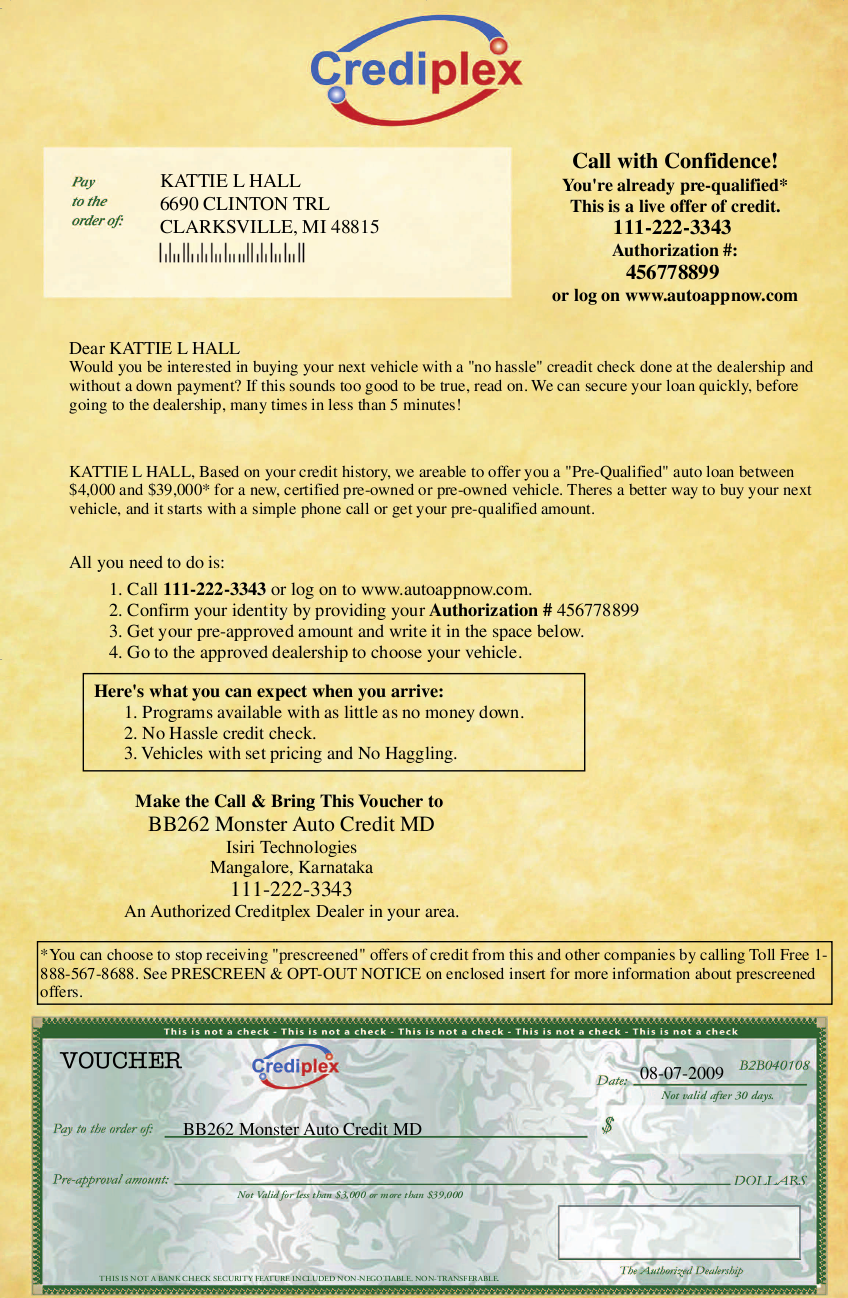 Crediplex
Pay
to the
order of:
KATTIE L HALL
6690 CLINTON TRL
CLARKSVILLE, MI 48815
Call with Confidence!
You're already pre-qualified*
This is a live offer of credit.
111-222-3343
Authorization #:
456778899
or log on www.autoappnow.com
Dear KATTIE L HALL
Would you be interested in buying your next vehicle with a "no hassle" creadit check done at the dealership and
without a down payment? If this sounds too good to be true, read on. We can secure your loan quickly, before
going to the dealership, many times in less than 5 minutes!
KATTIE L HALL, Based on your credit history, we areable to offer you a "Pre-Qualified" auto loan between
$4,000 and $39,000* for a new, certified pre-owned or pre-owned vehicle. Theres a better way to buy your next
vehicle, and it starts with a simple phone call or get your pre-qualified amount.
All you need to do is:
1. Call 111-222-3343 or log on to www.autoappnow.com.
2. Confirm your identity by providing your Authorization # 456778899
3. Get your pre-approved amount and write it in the space below.
4. Go to the approved dealership to choose your vehicle.
Here's what you can expect when you arrive:
1. Programs available with as little as no money down.
2. No Hassle credit check.
3. Vehicles with set pricing and No Haggling.
Make the Call & Bring This Voucher to
BB262 Monster Auto Credit MD
Isiri Technologies
Mangalore, Karnataka
111-222-3343
An Authorized Creditplex Dealer in your area.
*You can choose to stop receiving "prescreened" offers of credit from this and other companies by calling Toll Free 1-
888-567-8688. See PRESCREEN & OPT-OUT NOTICE on enclosed insert for more information about prescreened
offers.
This is not a check - This is not a check - This is not a check - This is not a check - This is not a check
VOUCHER
Crediplex
B2B040108
Date: 08-07-2009
Not valid after 30 days.
Pay to the order of: BB262 Monster Auto Credit MD
$
Pre-approval amount:
DOLLARS
Not Valid for less than $3,000 or more than $39,000
The Authorized Dealership
THIS IS NOT A BANK CHECK SECURITY FEATURE INCLUDED NON-NEGOTIABLE. NON-TRANSFERABLE.